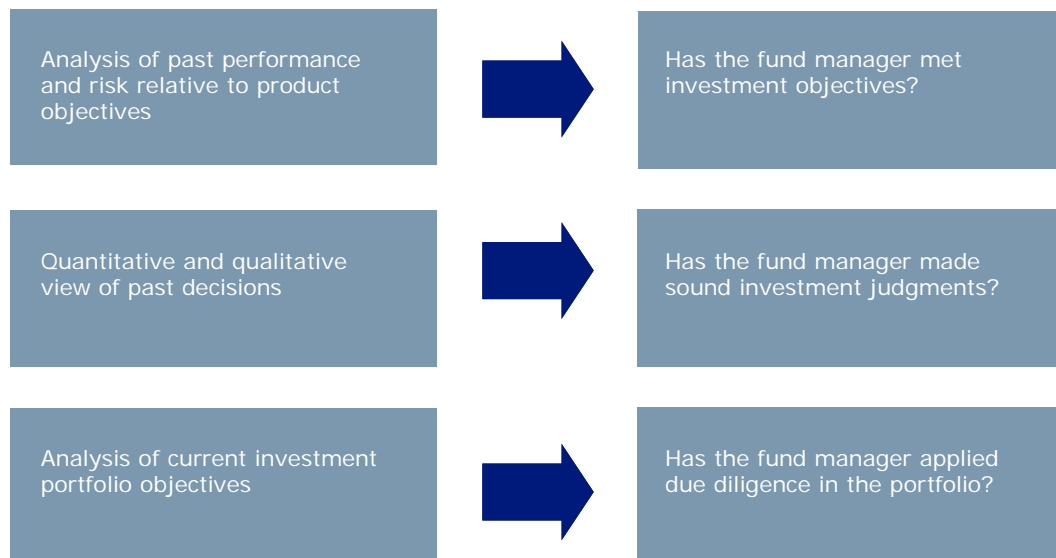 Analysis of past performance
and risk relative to product
objectives
Has the fund manager met
investment objectives?
Quantitative and qualitative
view of past decisions
Has the fund manager made
sound investment judgments?
Analysis of current investment
portfolio objectives
Has the fund manager applied
due diligence in the portfolio?